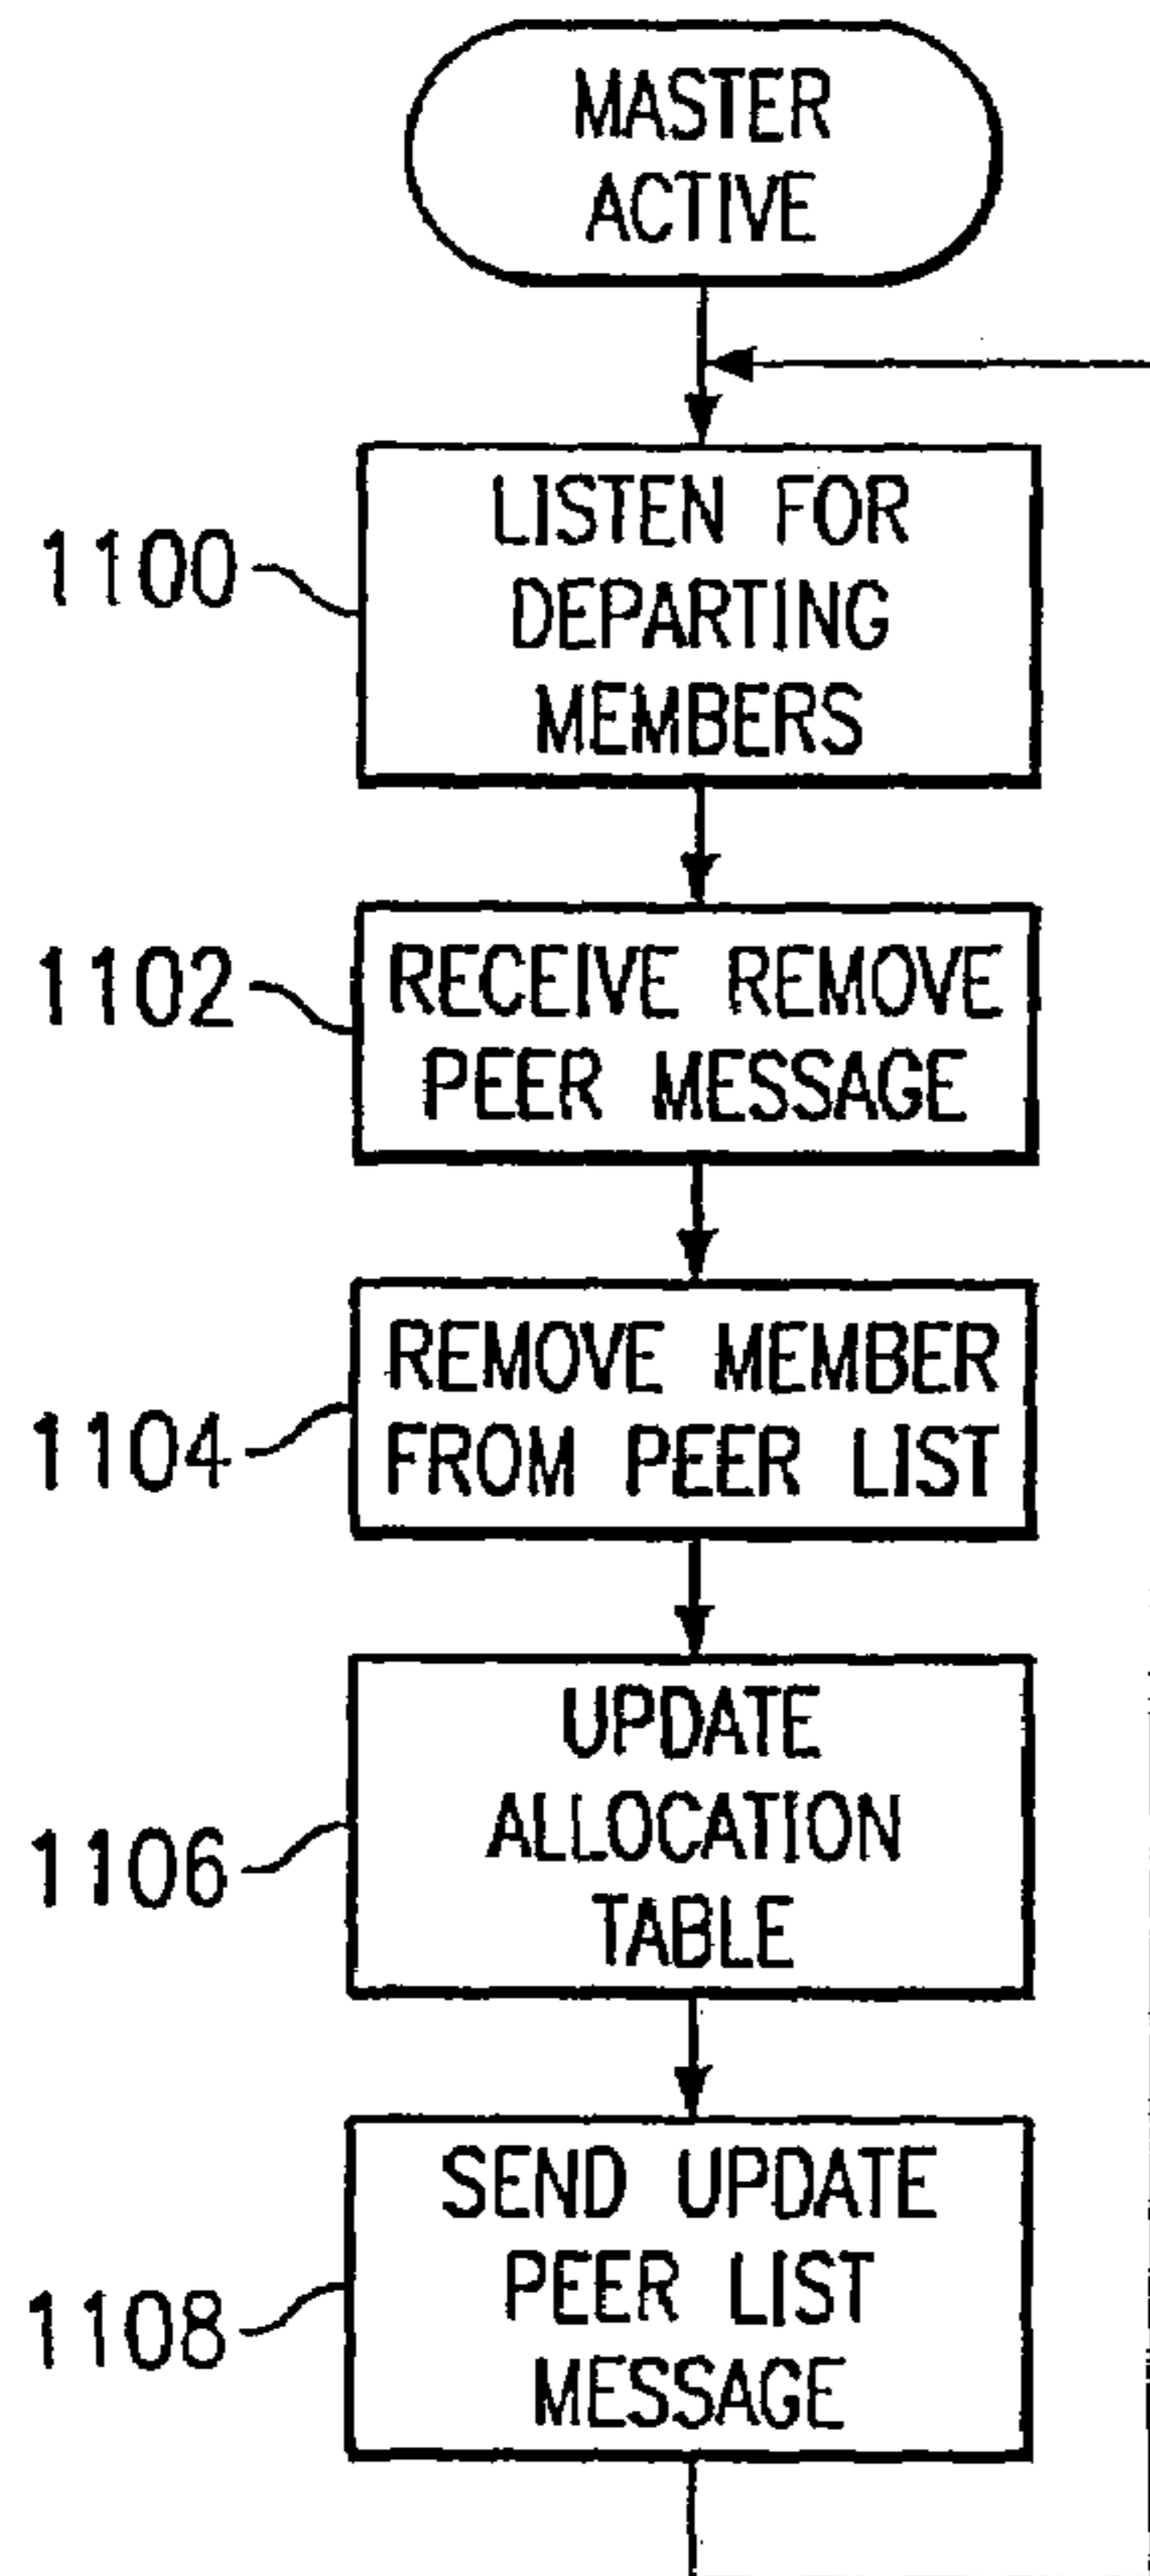 MASTER
ACTIVE
1100
LISTEN FOR
DEPARTING
MEMBERS
1102
RECEIVE REMOVE
PEER MESSAGE
1104
REMOVE MEMBER
FROM PEER LIST
1106
UPDATE
ALLOCATION
TABLE
1108
SEND UPDATE
PEER LIST
MESSAGE